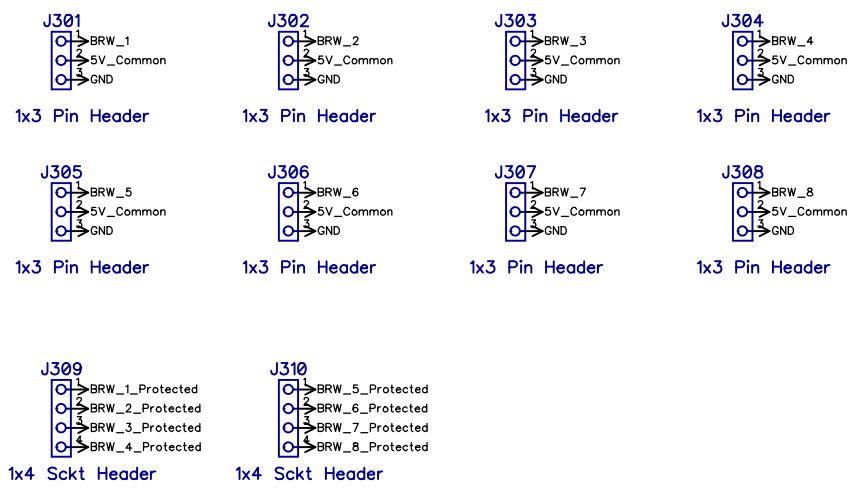 J301 J302 J303 J304
1 BRW_1 1 BRW_2 1 BRW_3 1 BRW_4
2 5V_Common 2 5V_Common 2 5V_Common 2 5V_Common
3 GND 3 GND 3 GND 3 GND
1x3 Pin Header 1x3 Pin Header 1x3 Pin Header 1x3 Pin Header
J305 J306 J307 J308
1 BRW_5 1 BRW_6 1 BRW_7 1 BRW_8
2 5V_Common 2 5V_Common 2 5V_Common 2 5V_Common
3 GND 3 GND 3 GND 3 GND
1x3 Pin Header 1x3 Pin Header 1x3 Pin Header 1x3 Pin Header
J309 J310
1 BRW_1_Protected 1 BRW_5_Protected
2 BRW_2_Protected 2 BRW_6_Protected
3 BRW_3_Protected 3 BRW_7_Protected
4 BRW_4_Protected 4 BRW_8_Protected
1x4 Sckt Header 1x4 Sckt Header